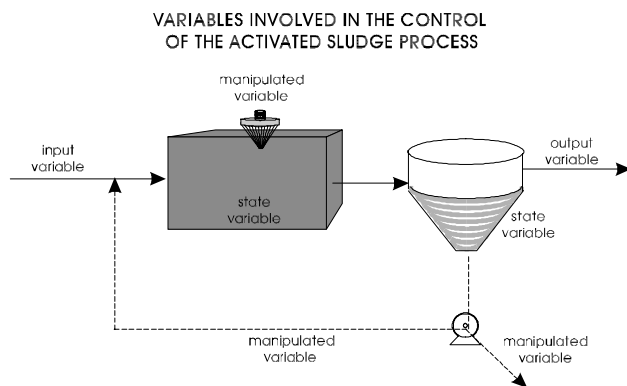 VARIABLES INVOLVED IN THE CONTROL
OF THE ACTIVATED SLUDGE PROCESS
manipulated
variable
input
variable
output
variable
state
variable
state
variable
manipulated
variable
manipulated
variable